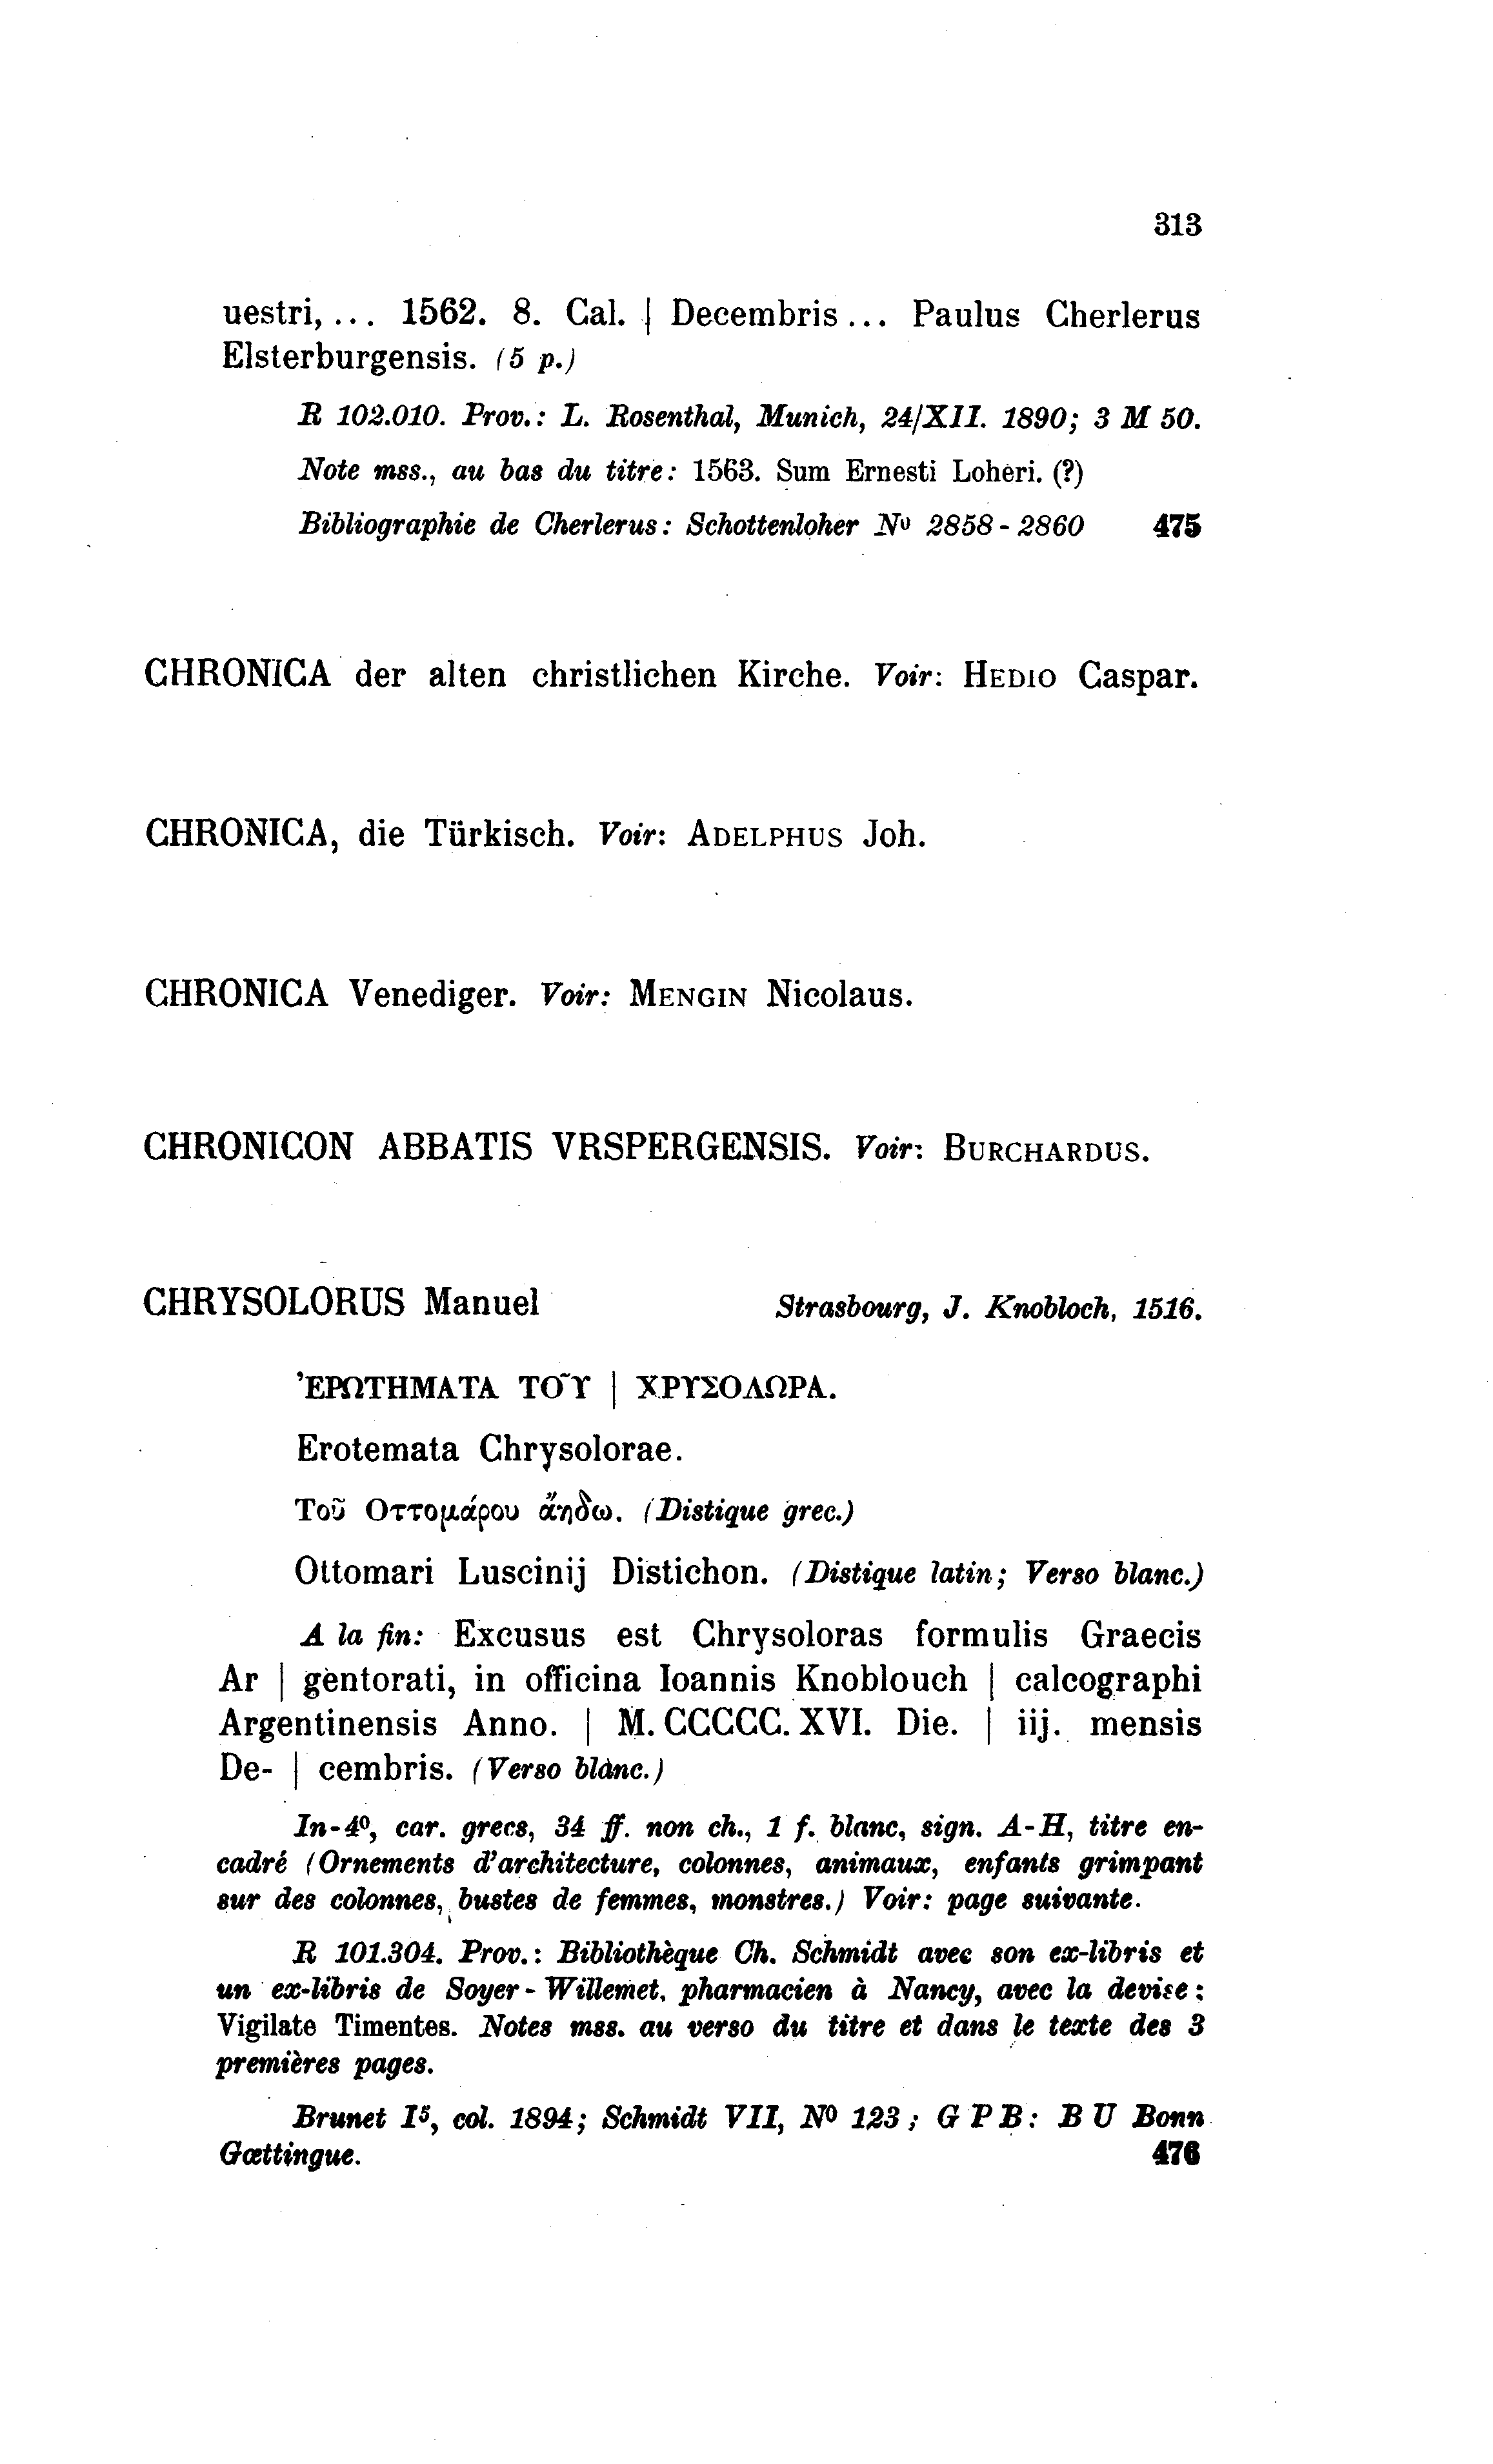 313
uestri, ... 1562. 8. Cal. | Decembris ... Paulus Cherlerus
Elsterburgensis. (5 p.)
R 102.010. Prov.: L. Rosenthal, Munich, 24/XII. 1890; 3 M 50.
Note mss., au bas du titre: 1563. Sum Ernesti Loheri. (?)
Bibliographie de Cherlerus: Schottenloher Nº 2858 - 2860 475
CHRONICA der alten christlichen Kirche. Voir: HEDIO Caspar.
CHRONICA, die Türkisch. Voir: ADELPHUS Joh.
CHRONICA Venediger. Voir: MENGIN Nicolaus.
CHRONICON ABBATIS VRSPERGENSIS. Voir: BURCHARDUS.
CHRYSOLORUS Manuel Strasbourg, J. Knobloch, 1516.
ἘΡΩΤΗΜΑΤΑ ΤΟ῀Υ | ΧΡΥΣΟΛΩΡΑ.
Erotemata Chrysolorae.
Τοῦ Οττομάρου ἄηδω. (Distique grec.)
Ottomari Luscinij Distichon. (Distique latin; Verso blanc.)
A la fin: Excusus est Chrysoloras formulis Graecis
Ar | gentorati, in officina Ioannis Knoblouch | calcographi
Argentinensis Anno. | M. CCCCC. XVI. Die. | iij. mensis
De- | cembris. (Verso blanc.)
In-4º, car. grecs, 34 ff. non ch., 1 f. blanc, sign. A-H, titre en-
cadré (Ornements d'architecture, colonnes, animaux, enfants grimpant
sur des colonnes, bustes de femmes, monstres.) Voir: page suivante.
R 101.304. Prov.: Bibliothèque Ch. Schmidt avec son ex-libris et
un ex-libris de Soyer - Willemet, pharmacien à Nancy, avec la devise:
Vigilate Timentes. Notes mss. au verso du titre et dans le texte des 3
premières pages.
Brunet I⁵, col. 1894; Schmidt VII, Nº 123; G P B: B U Bonn
Gœttingue. 476